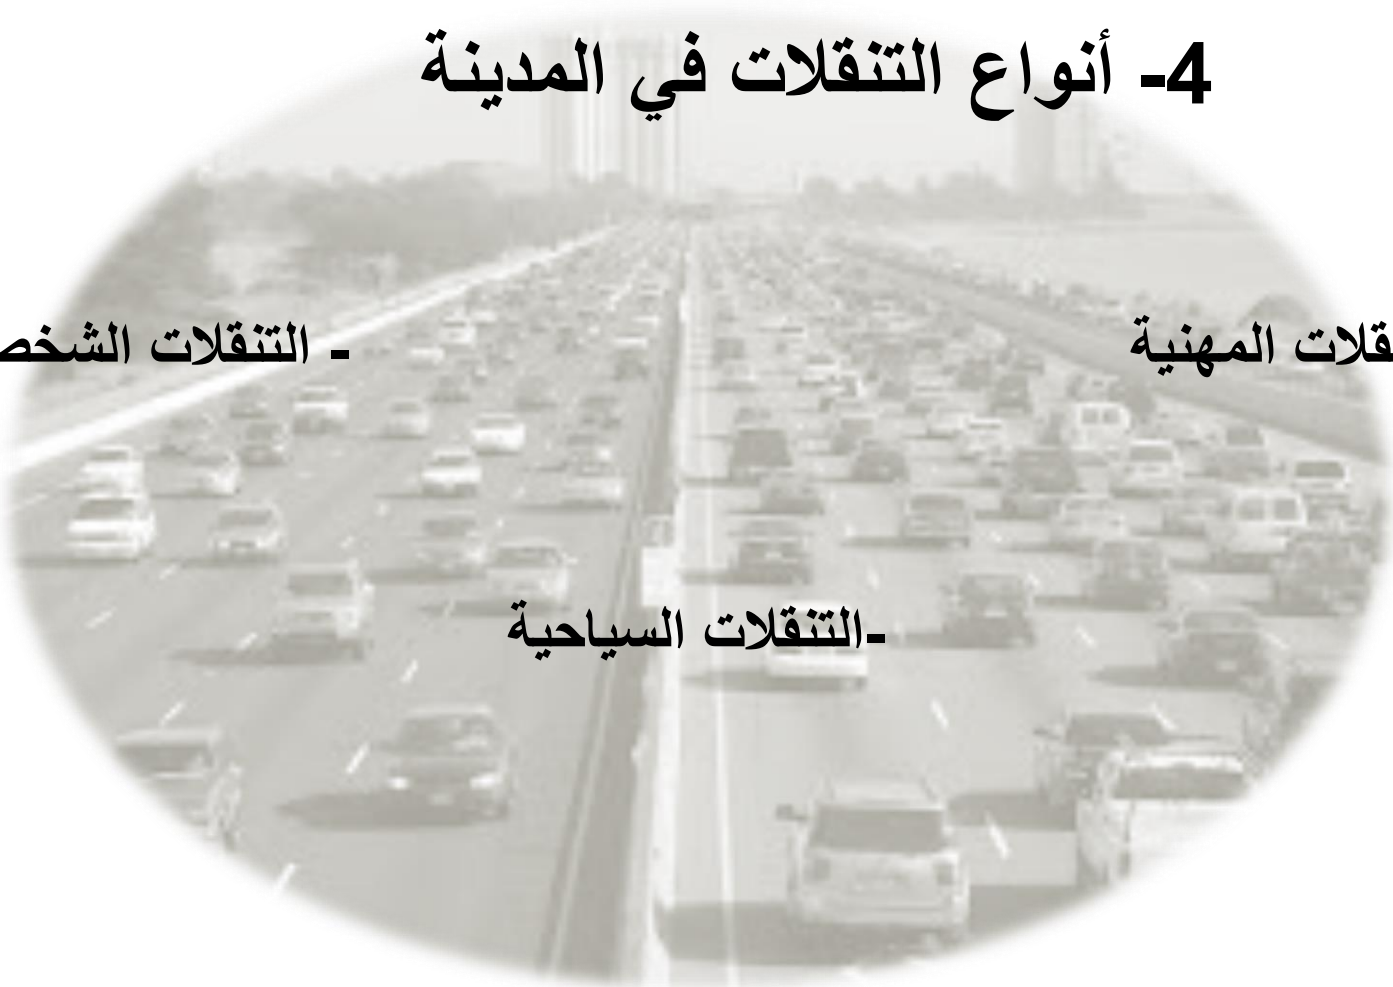 4- أنواع التنقلات في المدينة
قلات المهنية
- التنقلات الشخص
-التنقلات السياحية